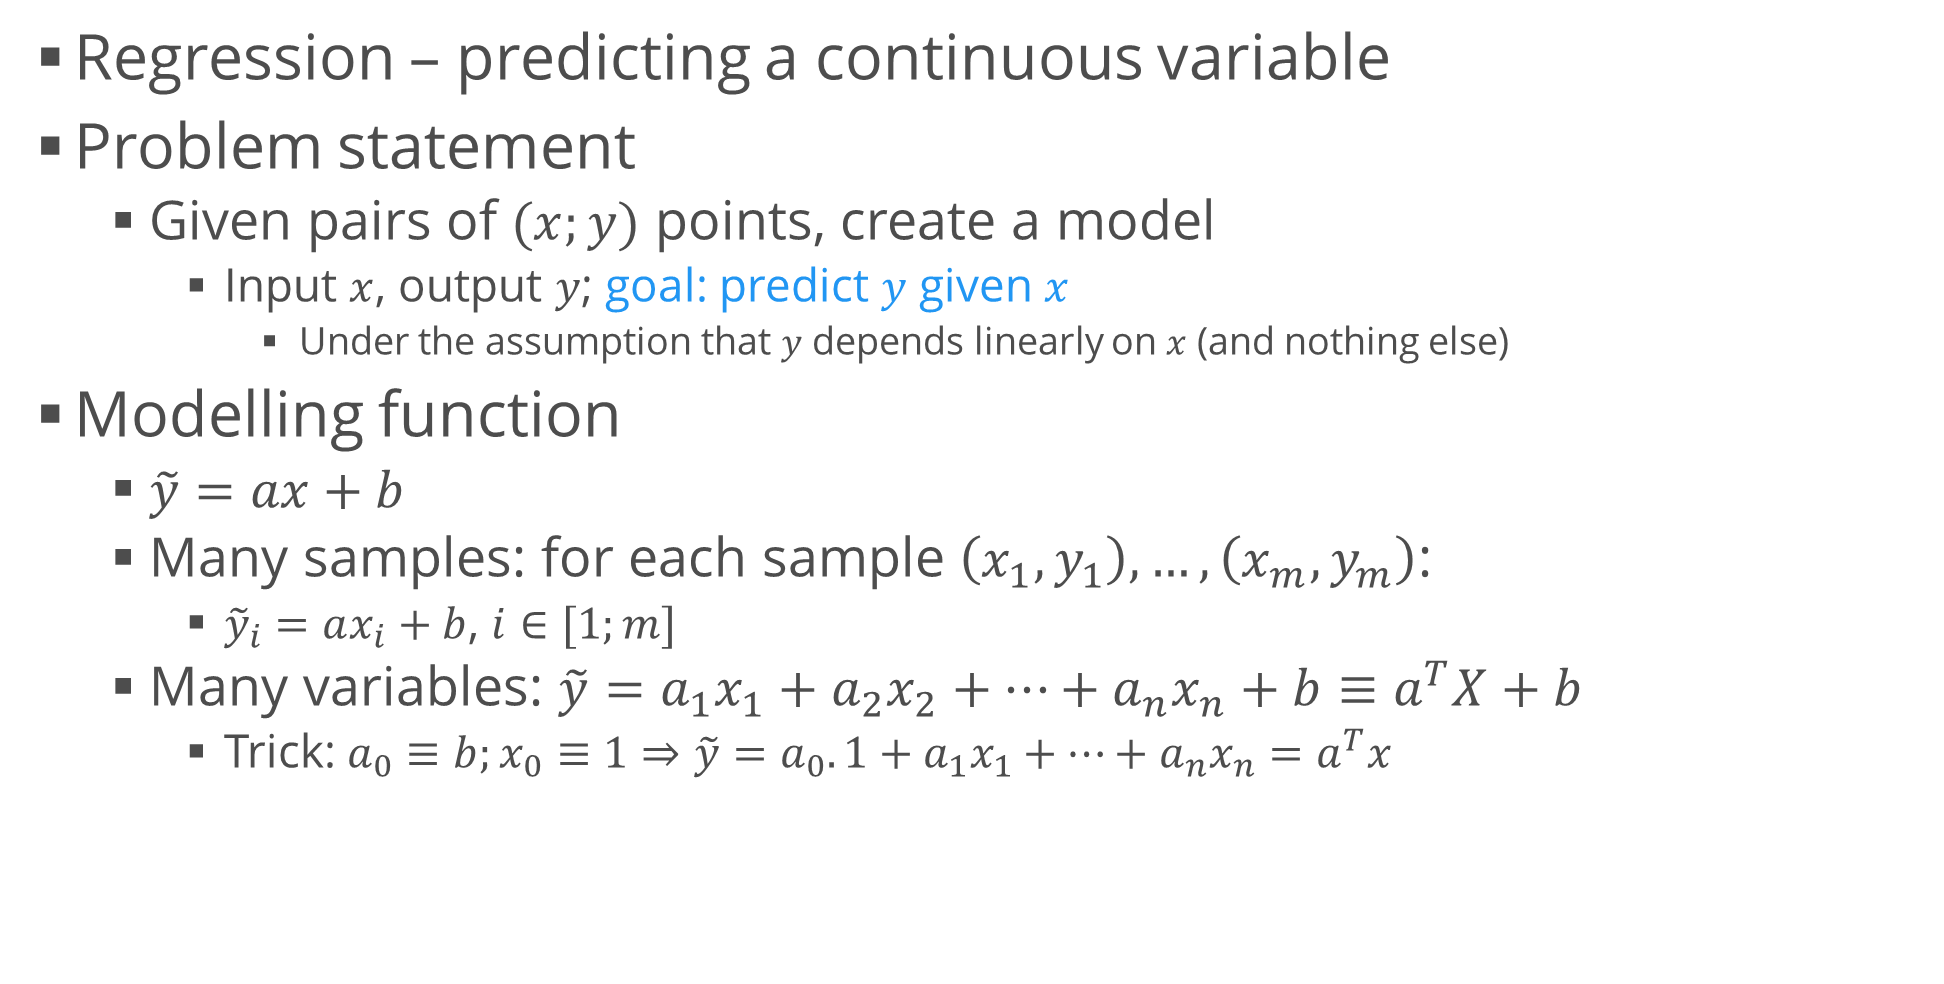 ▪ Regression – predicting a continuous variable
▪ Problem statement
▪ Given pairs of (x; y) points, create a model
▪ Input x, output y; goal: predict y given x
▪ Under the assumption that y depends linearly on x (and nothing else)
▪ Modelling function
▪ ỹ = ax + b
▪ Many samples: for each sample (x₁, y₁), … , (xₘ, yₘ):
▪ ỹᵢ = axᵢ + b, i ∈ [1; m]
▪ Many variables: ỹ = a₁x₁ + a₂x₂ + ⋯ + aₙxₙ + b ≡ aᵀX + b
▪ Trick: a₀ ≡ b; x₀ ≡ 1 ⇒ ỹ = a₀. 1 + a₁x₁ + ⋯ + aₙxₙ = aᵀx